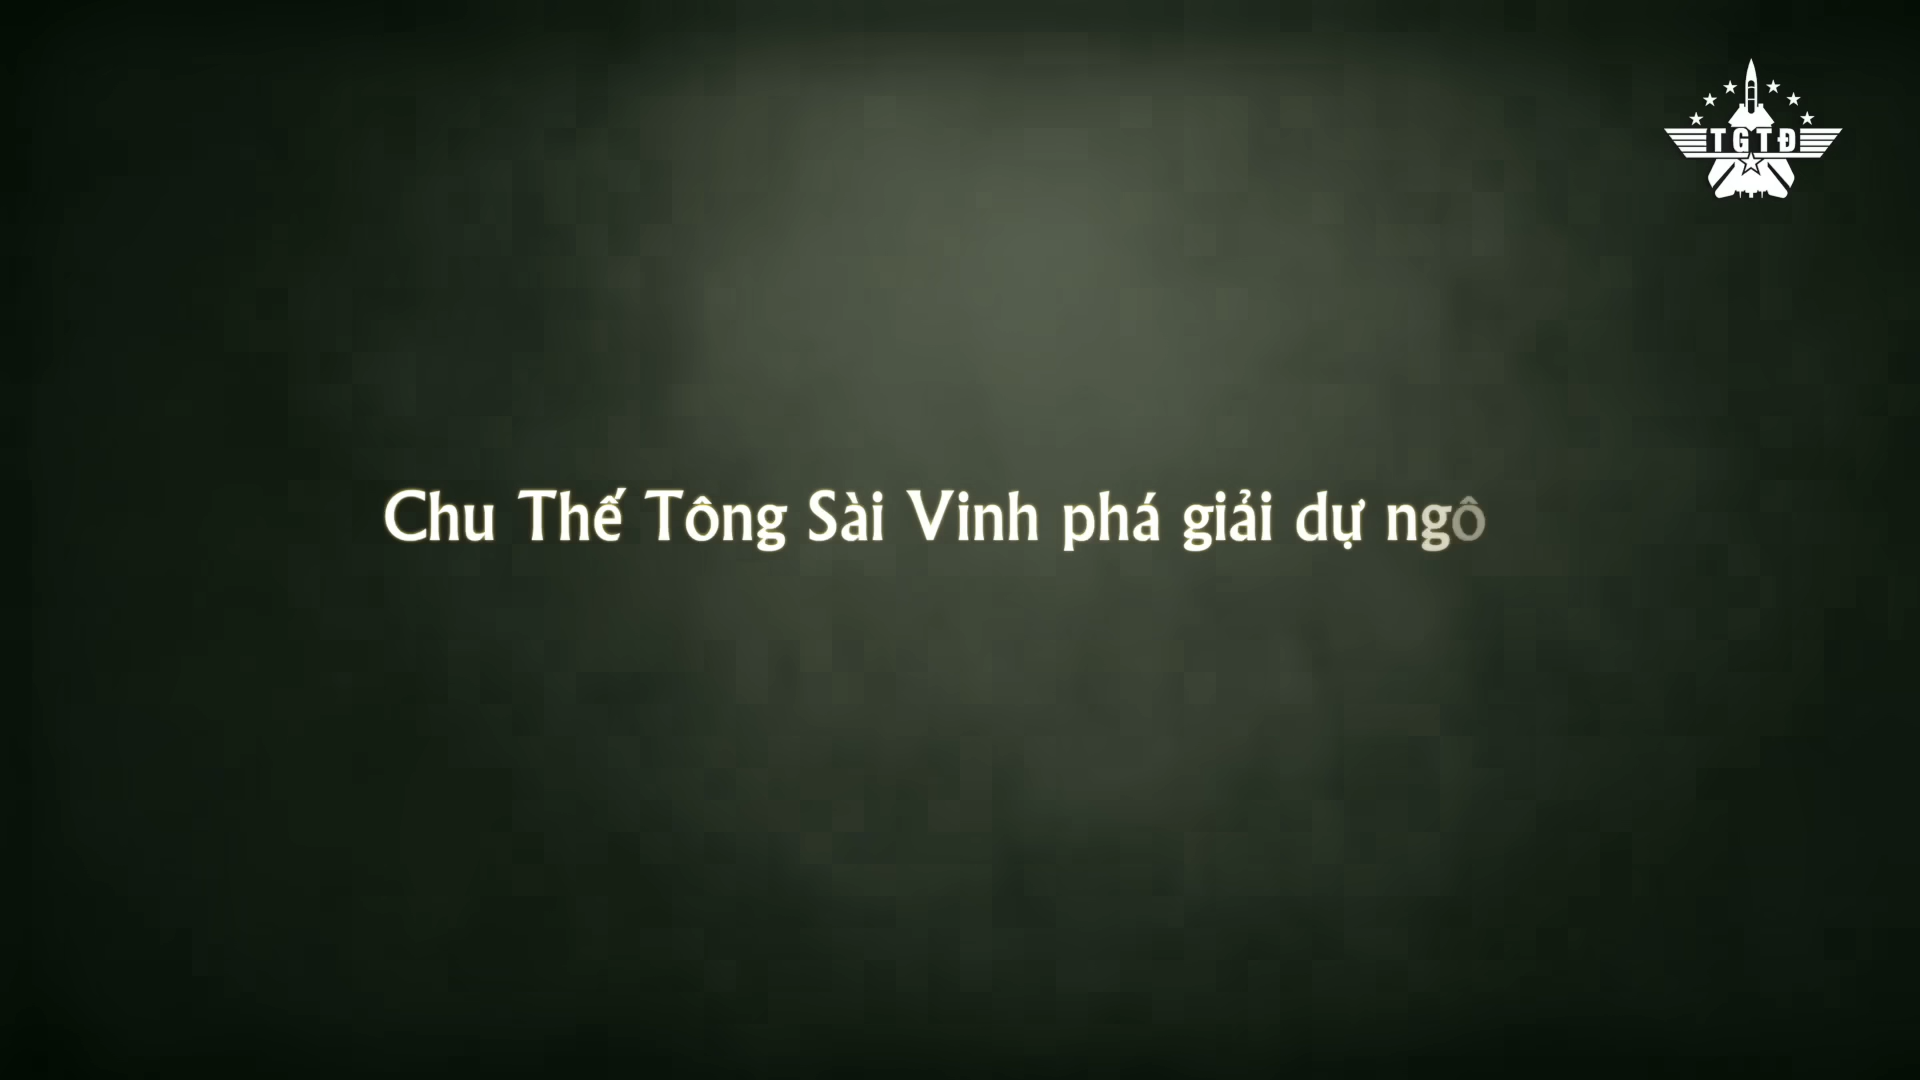 TGTĐ
Chu Thế Tông Sài Vinh phá giải dự ngô